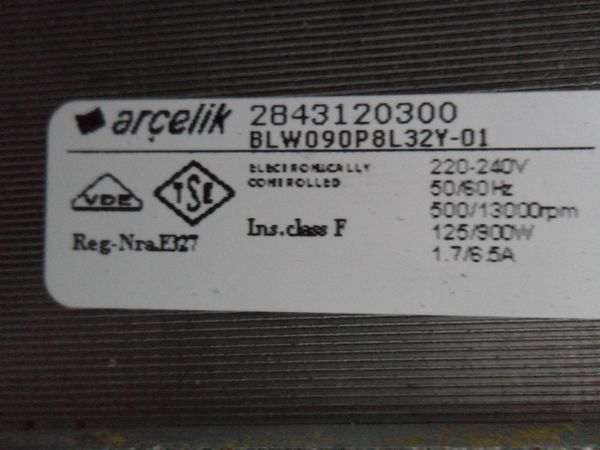 arçelik 2843120300
BLW090P8L32Y-01
VDE TSE
Reg-Nra.E327
ELECTRONICALLY
CONTROLLED
Ins.class F
220-240V
50/60Hz
500/13000rpm
125/900W
1.7/6.5A